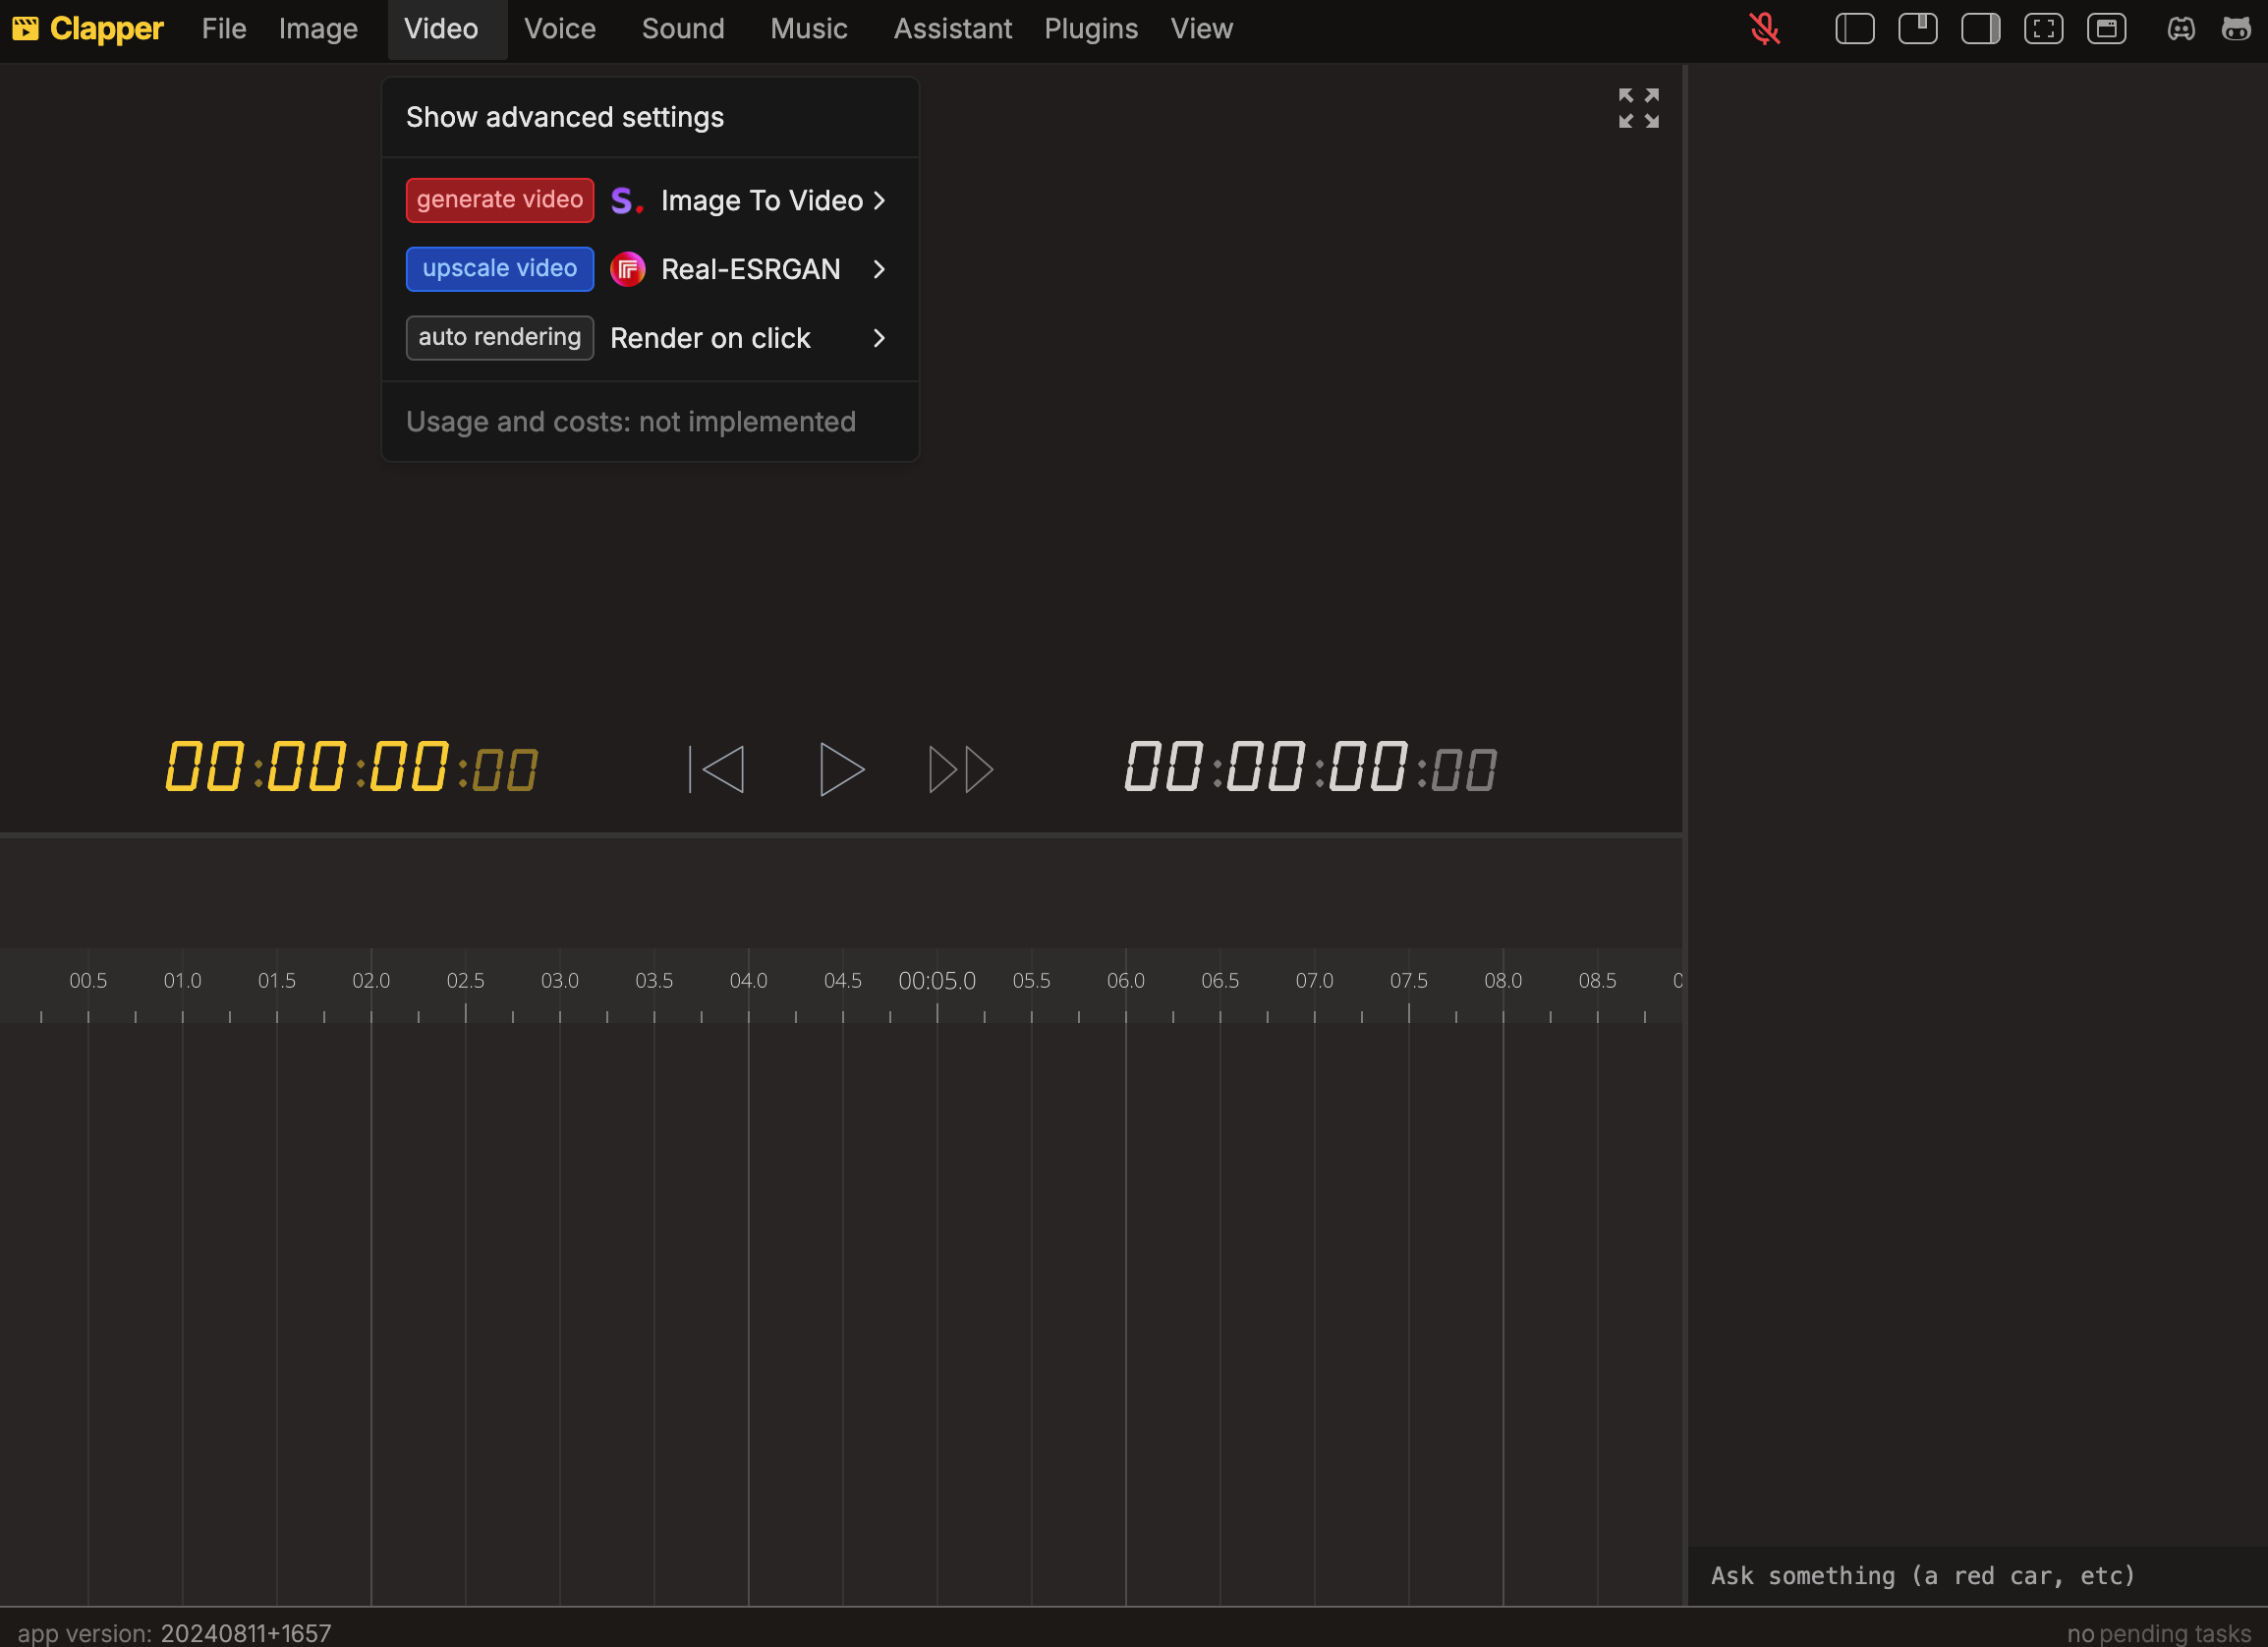 Clapper File Image Video Voice Sound Music Assistant Plugins View
Show advanced settings
generate video S. Image To Video
upscale video Real-ESRGAN
auto rendering Render on click
Usage and costs: not implemented
00:00:00:00 00:00:00:00
00.5 01.0 01.5 02.0 02.5 03.0 03.5 04.0 04.5 00:05.0 05.5 06.0 06.5 07.0 07.5 08.0 08.5 0
Ask something (a red car, etc)
app version: 20240811+1657 no pending tasks